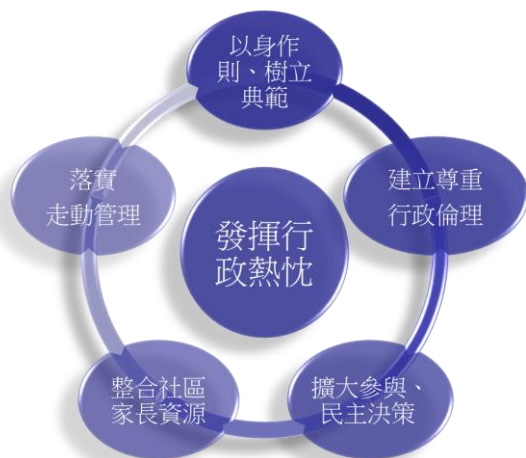 以身作
則、樹立
典範
建立尊重
行政倫理
擴大參與、
民主決策
整合社區
家長資源
落實
走動管理
發揮行
政熱忱